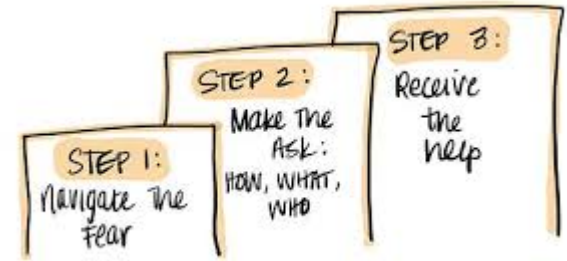 STEP 1:
Navigate the
Fear
STEP 2:
Make The
ASK:
HOW, WHAT,
WHO
STEP 3:
Receive
the
help